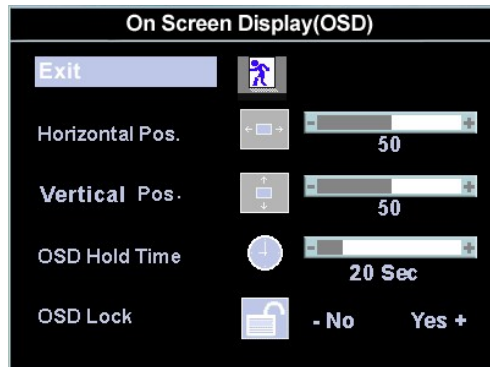 On Screen Display(OSD)
Exit
Horizontal Pos.
- +
50
Vertical Pos.
- +
50
OSD Hold Time
- +
20 Sec
OSD Lock - No Yes +